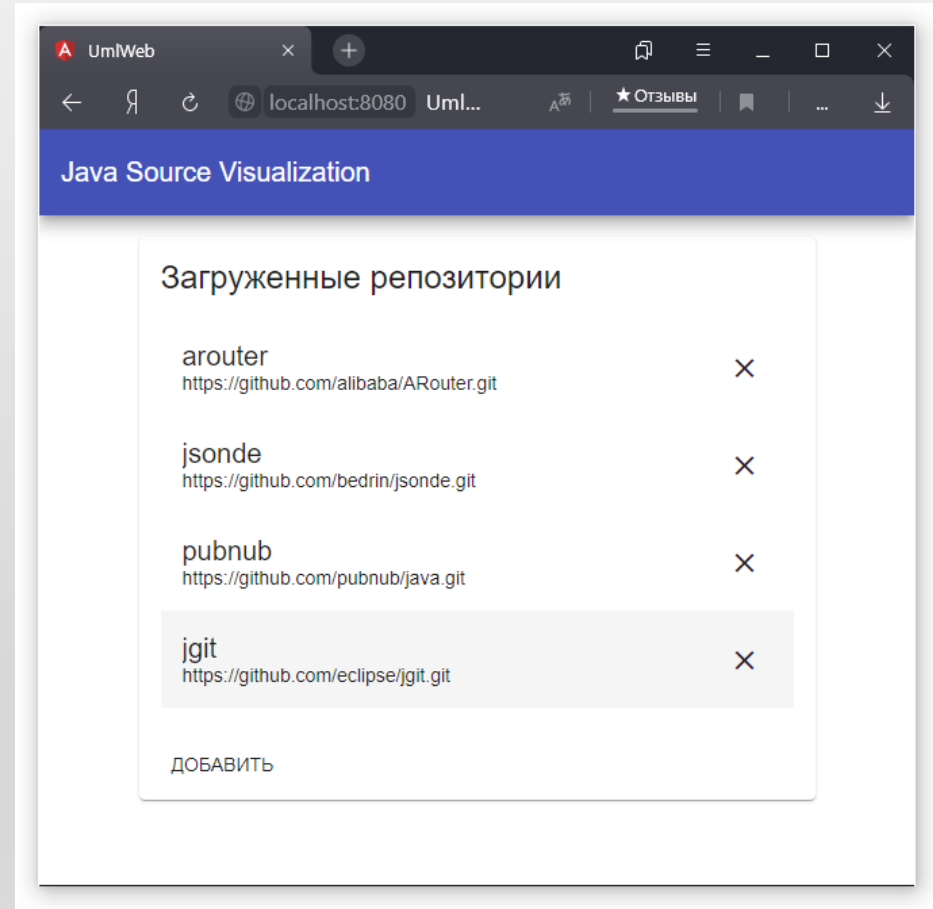 UmlWeb
Я localhost:8080 Uml... ★ Отзывы ...
Java Source Visualization
Загруженные репозитории
arouter
https://github.com/alibaba/ARouter.git
jsonde
https://github.com/bedrin/jsonde.git
pubnub
https://github.com/pubnub/java.git
jgit
https://github.com/eclipse/jgit.git
ДОБАВИТЬ